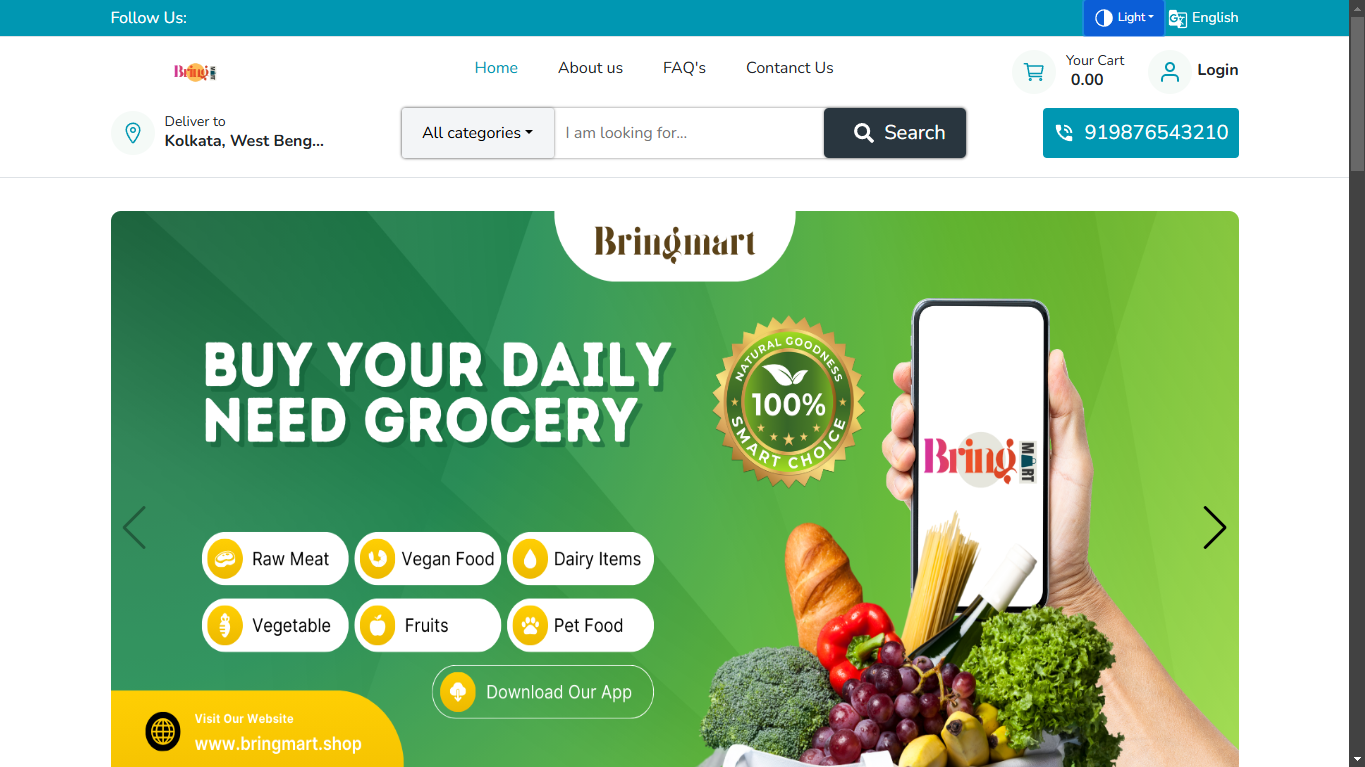 Follow Us:
Light
English
Bring MART
Home
About us
FAQ's
Contanct Us
Your Cart
0.00
Login
Deliver to
Kolkata, West Beng...
All categories
I am looking for...
Search
919876543210
Bringmart
BUY YOUR DAILY
NEED GROCERY
NATURAL GOODNESS
100%
SMART CHOICE
Bring MART
Raw Meat
Vegan Food
Dairy Items
Vegetable
Fruits
Pet Food
Download Our App
Visit Our Website
www.bringmart.shop